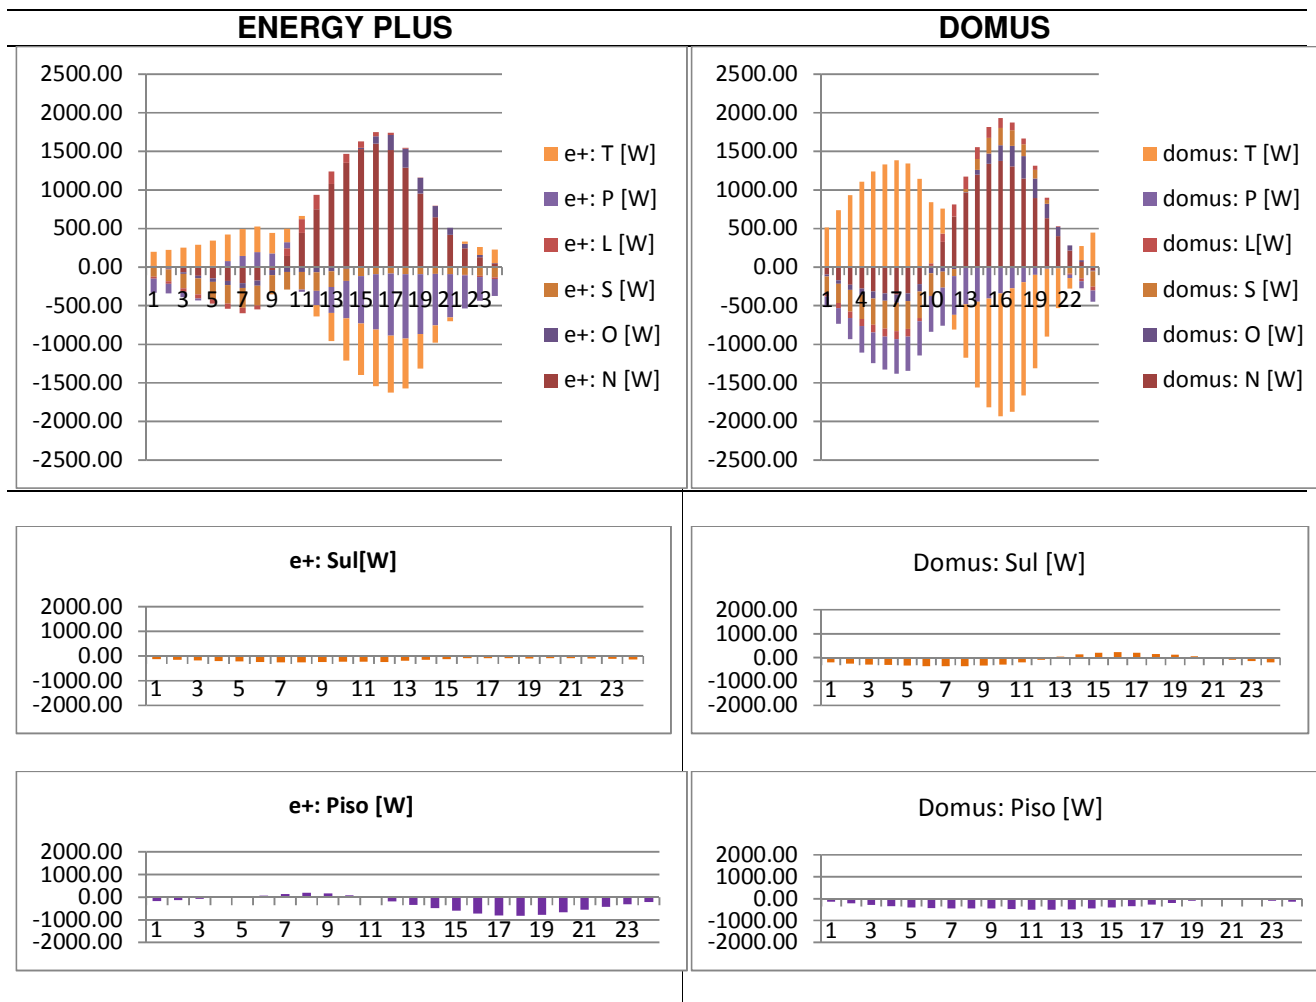 ENERGY PLUS
DOMUS
2500.00
2000.00
1500.00
1000.00
500.00
0.00
-500.00
-1000.00
-1500.00
-2000.00
-2500.00
1 3 5 7 9 11 13 15 17 19 21 23
e+: T [W]
e+: P [W]
e+: L [W]
e+: S [W]
e+: O [W]
e+: N [W]
2500.00
2000.00
1500.00
1000.00
500.00
0.00
-500.00
-1000.00
-1500.00
-2000.00
-2500.00
1 4 7 10 13 16 19 22
domus: T [W]
domus: P [W]
domus: L[W]
domus: S [W]
domus: O [W]
domus: N [W]
e+: Sul[W]
2000.00
1000.00
0.00
-1000.00
-2000.00
1 3 5 7 9 11 13 15 17 19 21 23
Domus: Sul [W]
2000.00
1000.00
0.00
-1000.00
-2000.00
1 3 5 7 9 11 13 15 17 19 21 23
e+: Piso [W]
2000.00
1000.00
0.00
-1000.00
-2000.00
1 3 5 7 9 11 13 15 17 19 21 23
Domus: Piso [W]
2000.00
1000.00
0.00
-1000.00
-2000.00
1 3 5 7 9 11 13 15 17 19 21 23